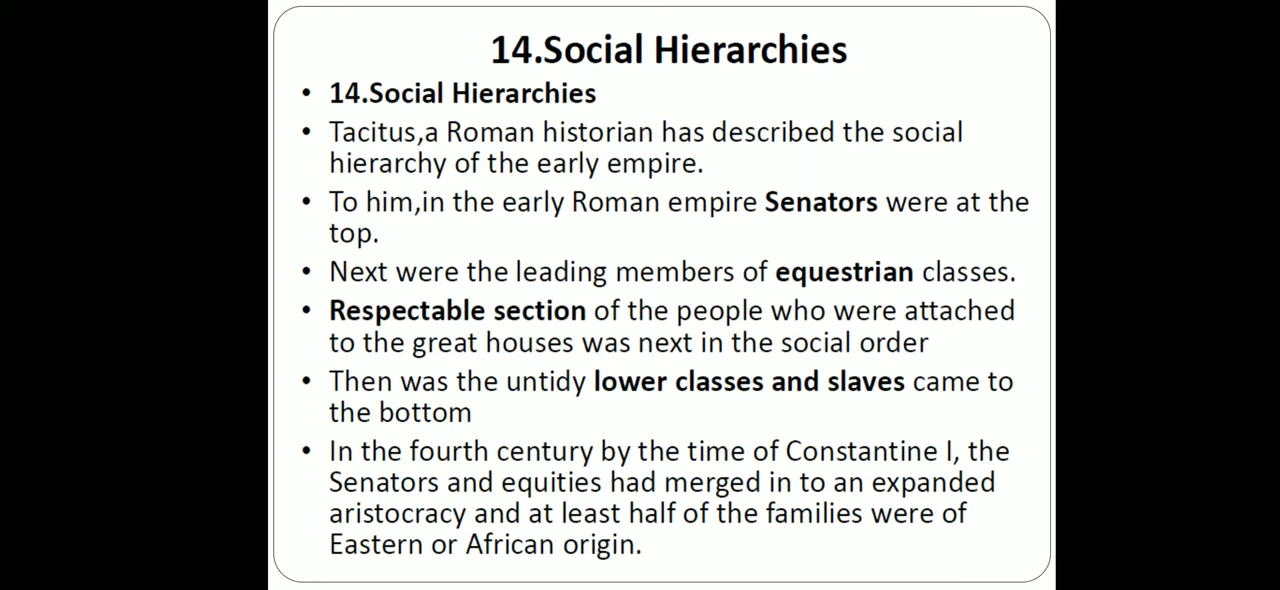 14.Social Hierarchies
• 14.Social Hierarchies
• Tacitus,a Roman historian has described the social
hierarchy of the early empire.
• To him,in the early Roman empire Senators were at the
top.
• Next were the leading members of equestrian classes.
• Respectable section of the people who were attached
to the great houses was next in the social order
• Then was the untidy lower classes and slaves came to
the bottom
• In the fourth century by the time of Constantine I, the
Senators and equities had merged in to an expanded
aristocracy and at least half of the families were of
Eastern or African origin.